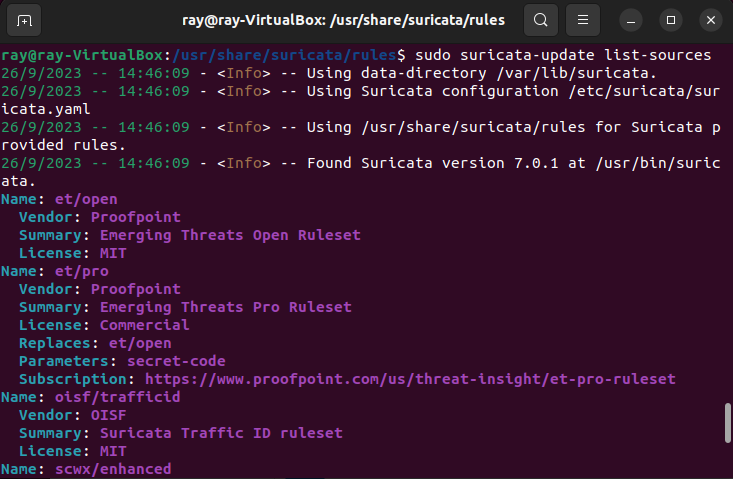 ray@ray-VirtualBox: /usr/share/suricata/rules
ray@ray-VirtualBox:/usr/share/suricata/rules$ sudo suricata-update list-sources
26/9/2023 -- 14:46:09 - <Info> -- Using data-directory /var/lib/suricata.
26/9/2023 -- 14:46:09 - <Info> -- Using Suricata configuration /etc/suricata/sur
icata.yaml
26/9/2023 -- 14:46:09 - <Info> -- Using /usr/share/suricata/rules for Suricata p
rovided rules.
26/9/2023 -- 14:46:09 - <Info> -- Found Suricata version 7.0.1 at /usr/bin/suric
ata.
Name: et/open
  Vendor: Proofpoint
  Summary: Emerging Threats Open Ruleset
  License: MIT
Name: et/pro
  Vendor: Proofpoint
  Summary: Emerging Threats Pro Ruleset
  License: Commercial
  Replaces: et/open
  Parameters: secret-code
  Subscription: https://www.proofpoint.com/us/threat-insight/et-pro-ruleset
Name: oisf/trafficid
  Vendor: OISF
  Summary: Suricata Traffic ID ruleset
  License: MIT
Name: scwx/enhanced